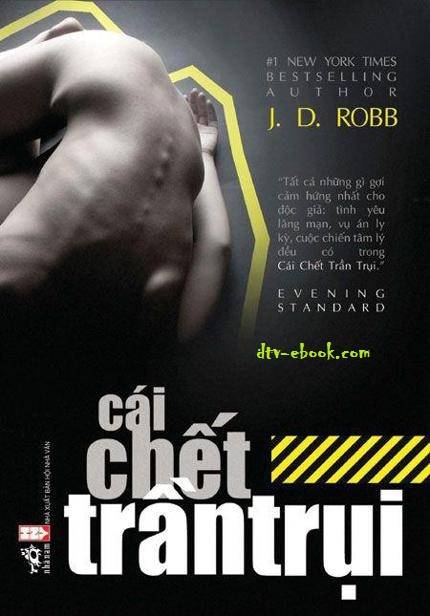 #1 NEW YORK TIMES
BESTSELLING
AUTHOR
J. D. ROBB
"Tất cả những gì gợi
cảm hứng nhất cho
độc giả: tình yêu
lãng mạn, vụ án ly
kỳ, cuộc chiến tâm lý
đều có trong
Cái Chết Trần Trụi."
EVENING
STANDARD
dtv-ebook.com
cái
chết
trầntrụi
NHÀ XUẤT BẢN HỘI NHÀ VĂN
nhã nam